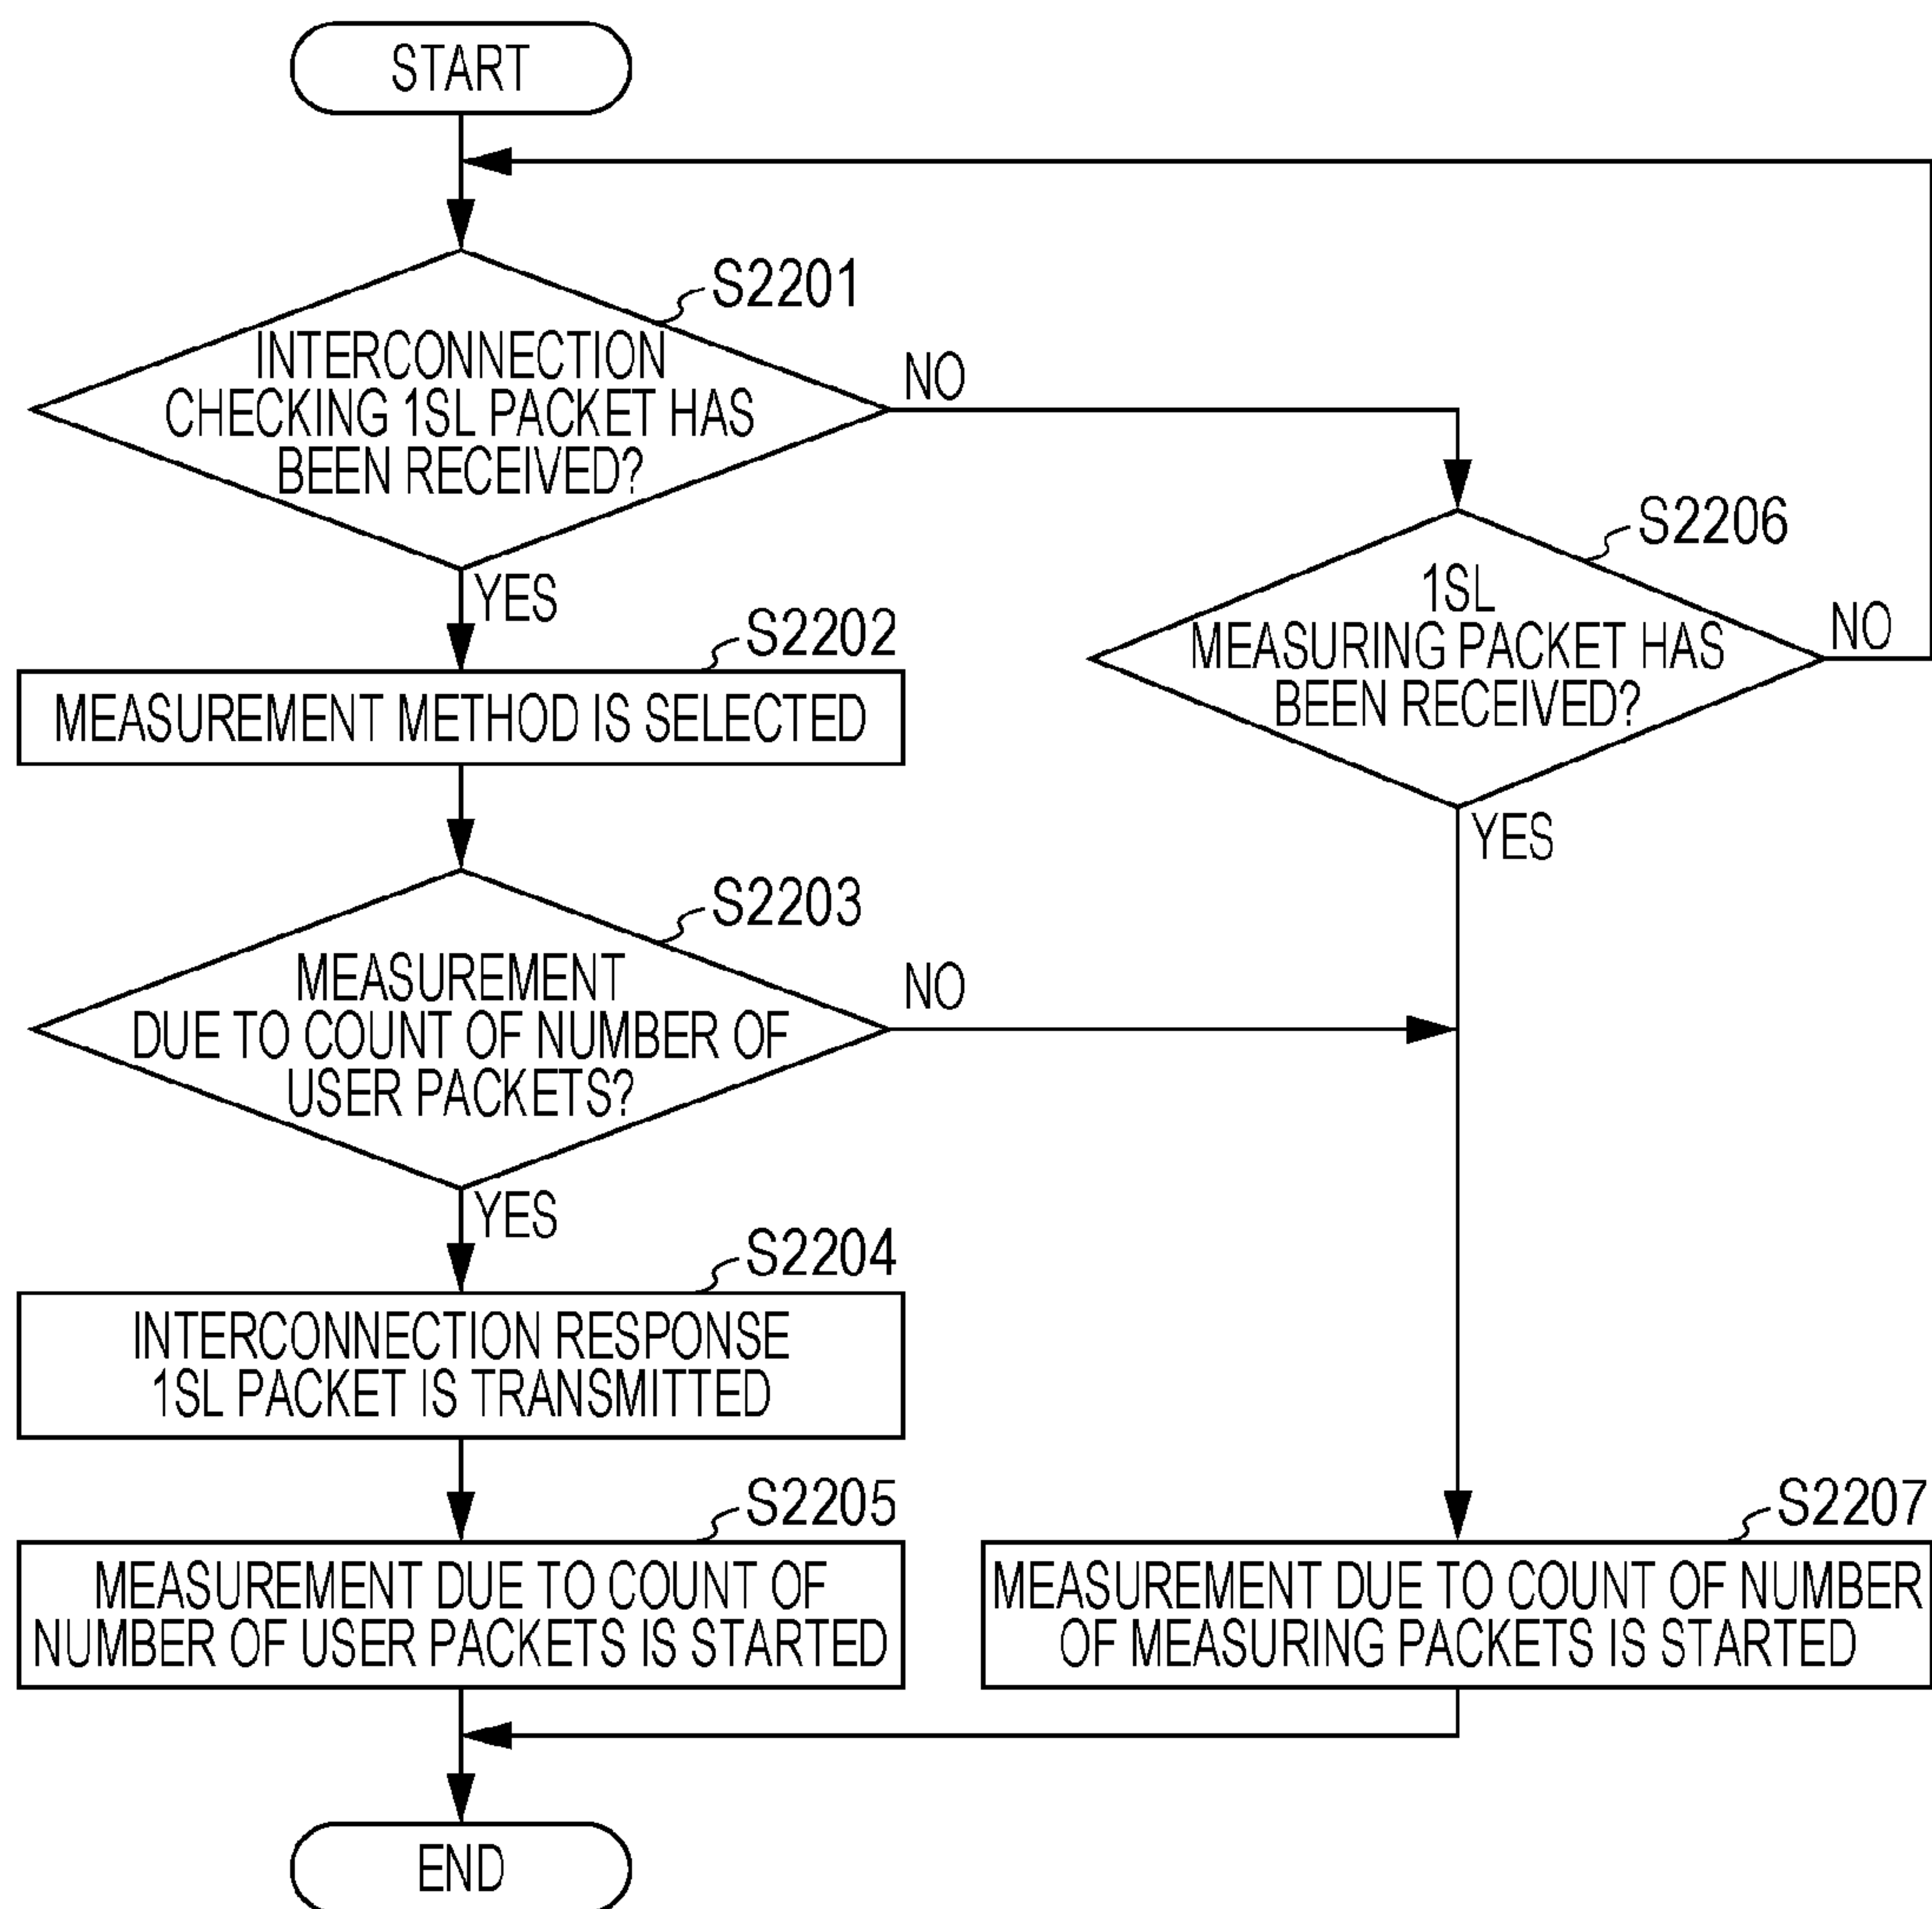 START
S2201
INTERCONNECTION
CHECKING 1SL PACKET HAS
BEEN RECEIVED?
NO
YES
S2206
1SL
MEASURING PACKET HAS
BEEN RECEIVED?
NO
YES
S2202
MEASUREMENT METHOD IS SELECTED
S2203
MEASUREMENT
DUE TO COUNT OF NUMBER OF
USER PACKETS?
NO
YES
S2204
INTERCONNECTION RESPONSE
1SL PACKET IS TRANSMITTED
S2205
MEASUREMENT DUE TO COUNT OF
NUMBER OF USER PACKETS IS STARTED
S2207
MEASUREMENT DUE TO COUNT OF NUMBER
OF MEASURING PACKETS IS STARTED
END